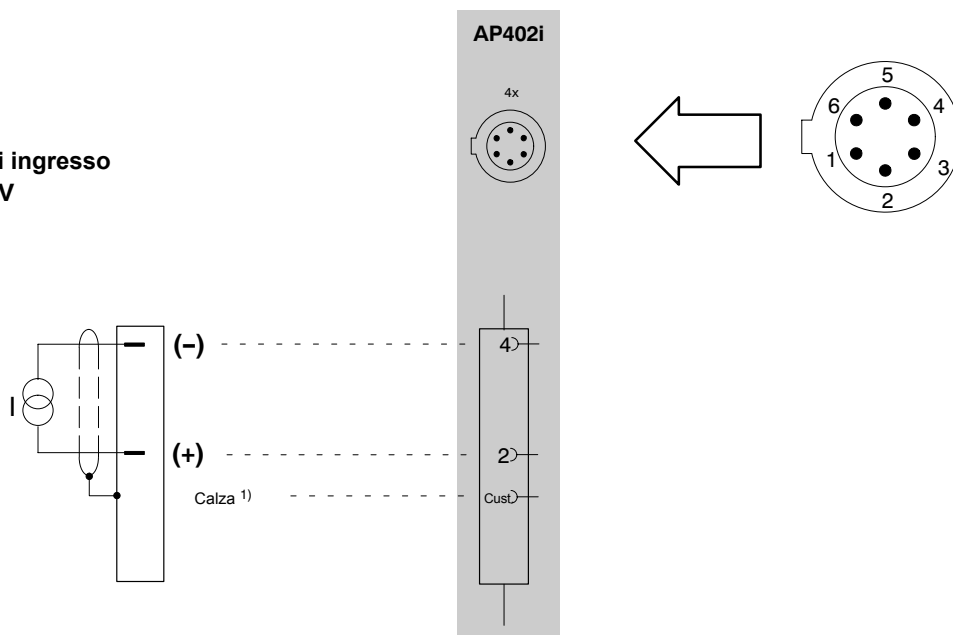 AP402i
4x
5
6
4
1
3
2
i ingresso
V
(−)
4
I
(+)
2
Calza 1)
Cust.